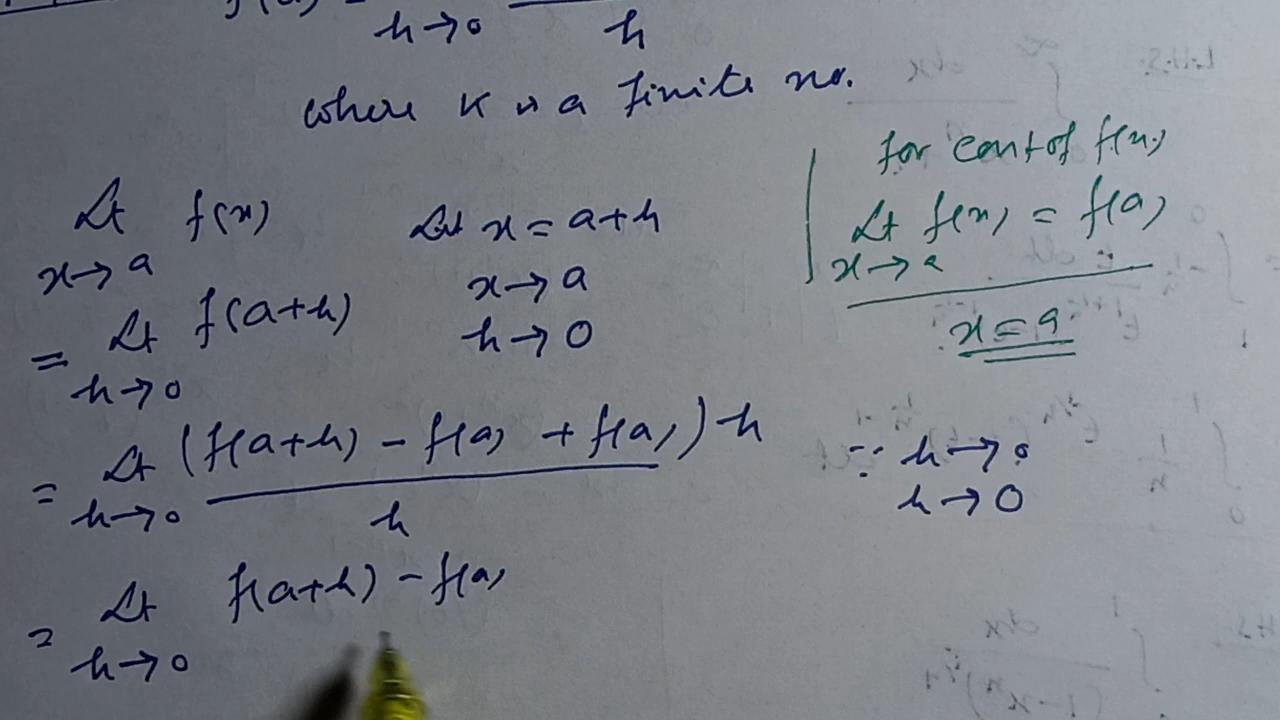 h→0 h
where K is a finite no.
for cont of f(x)
Lt f(x) Let x = a+h
x→a x→a
Lt f(x) = f(a)
x→a
x=a
= Lt f(a+h) h→0
h→0
= Lt (f(a+h) - f(a) + f(a)) h
h→0 h
∵ h→0
h→0
= Lt f(a+h) - f(a)
h→0